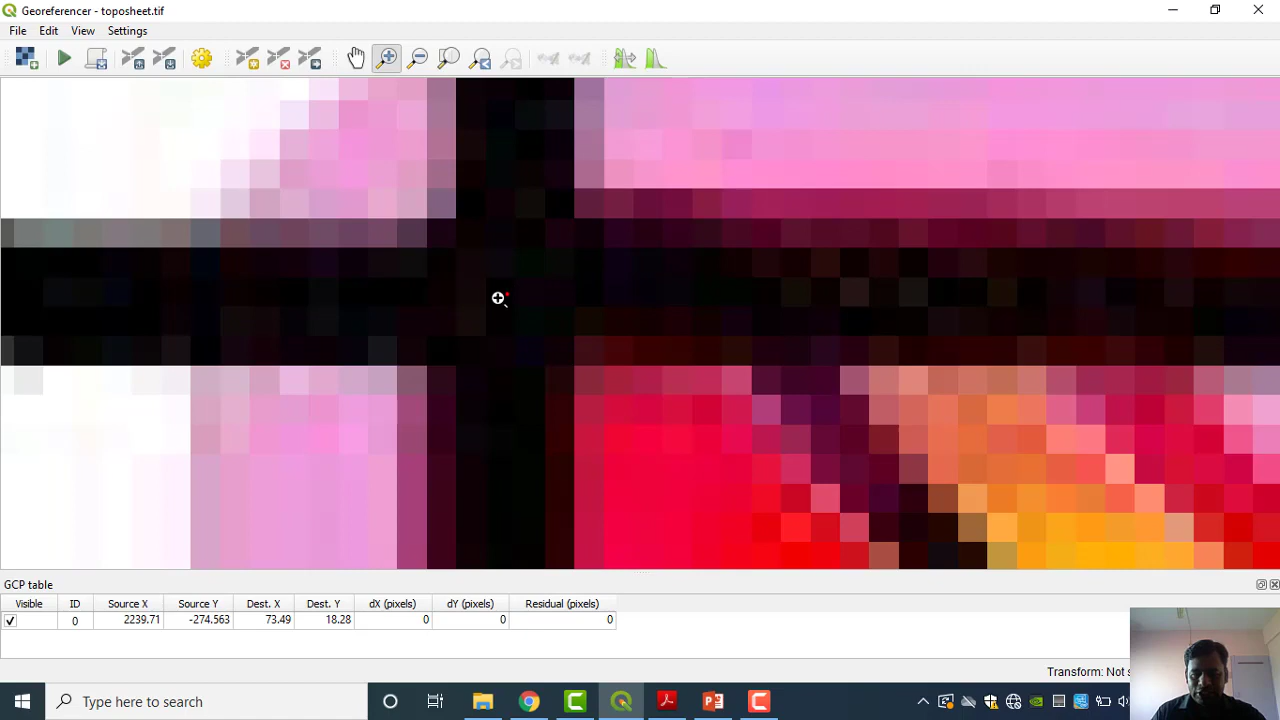 Georeferencer - toposheet.tif
File Edit View Settings
GCP table
Visible ID Source X Source Y Dest. X Dest. Y dX (pixels) dY (pixels) Residual (pixels)
0 2239.71 -274.563 73.49 18.28 0 0 0
Transform: Not s
Type here to search